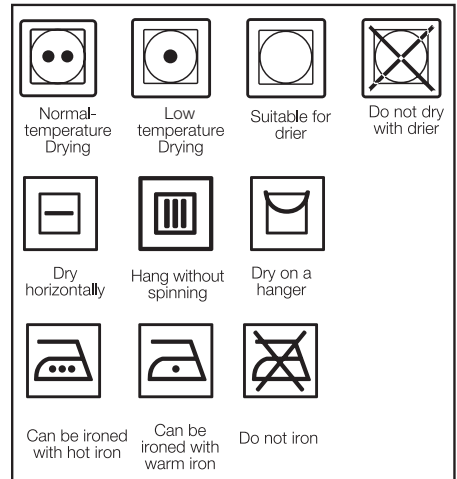 Normal-
temperature
Drying
Low
temperature
Drying
Suitable for
drier
Do not dry
with drier
Dry
horizontally
Hang without
spinning
Dry on a
hanger
Can be ironed
with hot iron
Can be
ironed with
warm iron
Do not iron